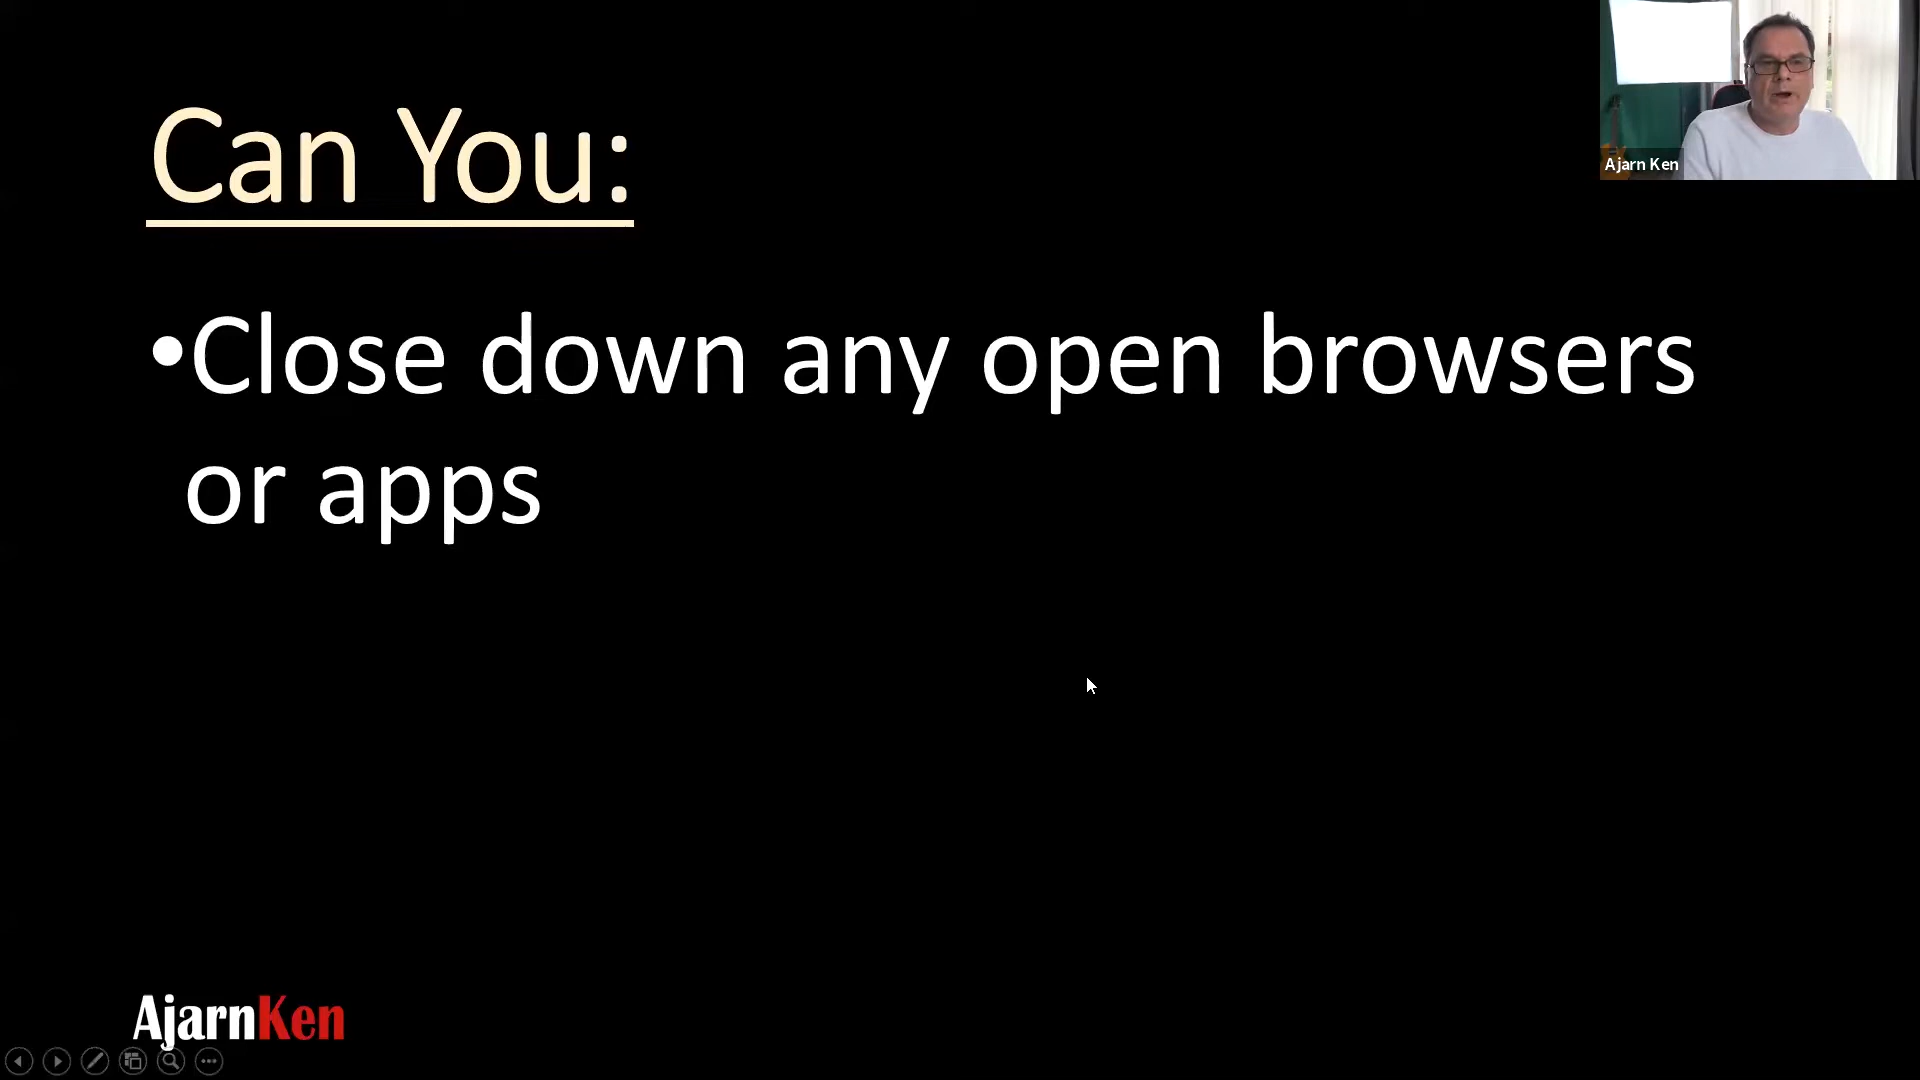 Can You:
Ajarn Ken
•Close down any open browsers
or apps
AjarnKen